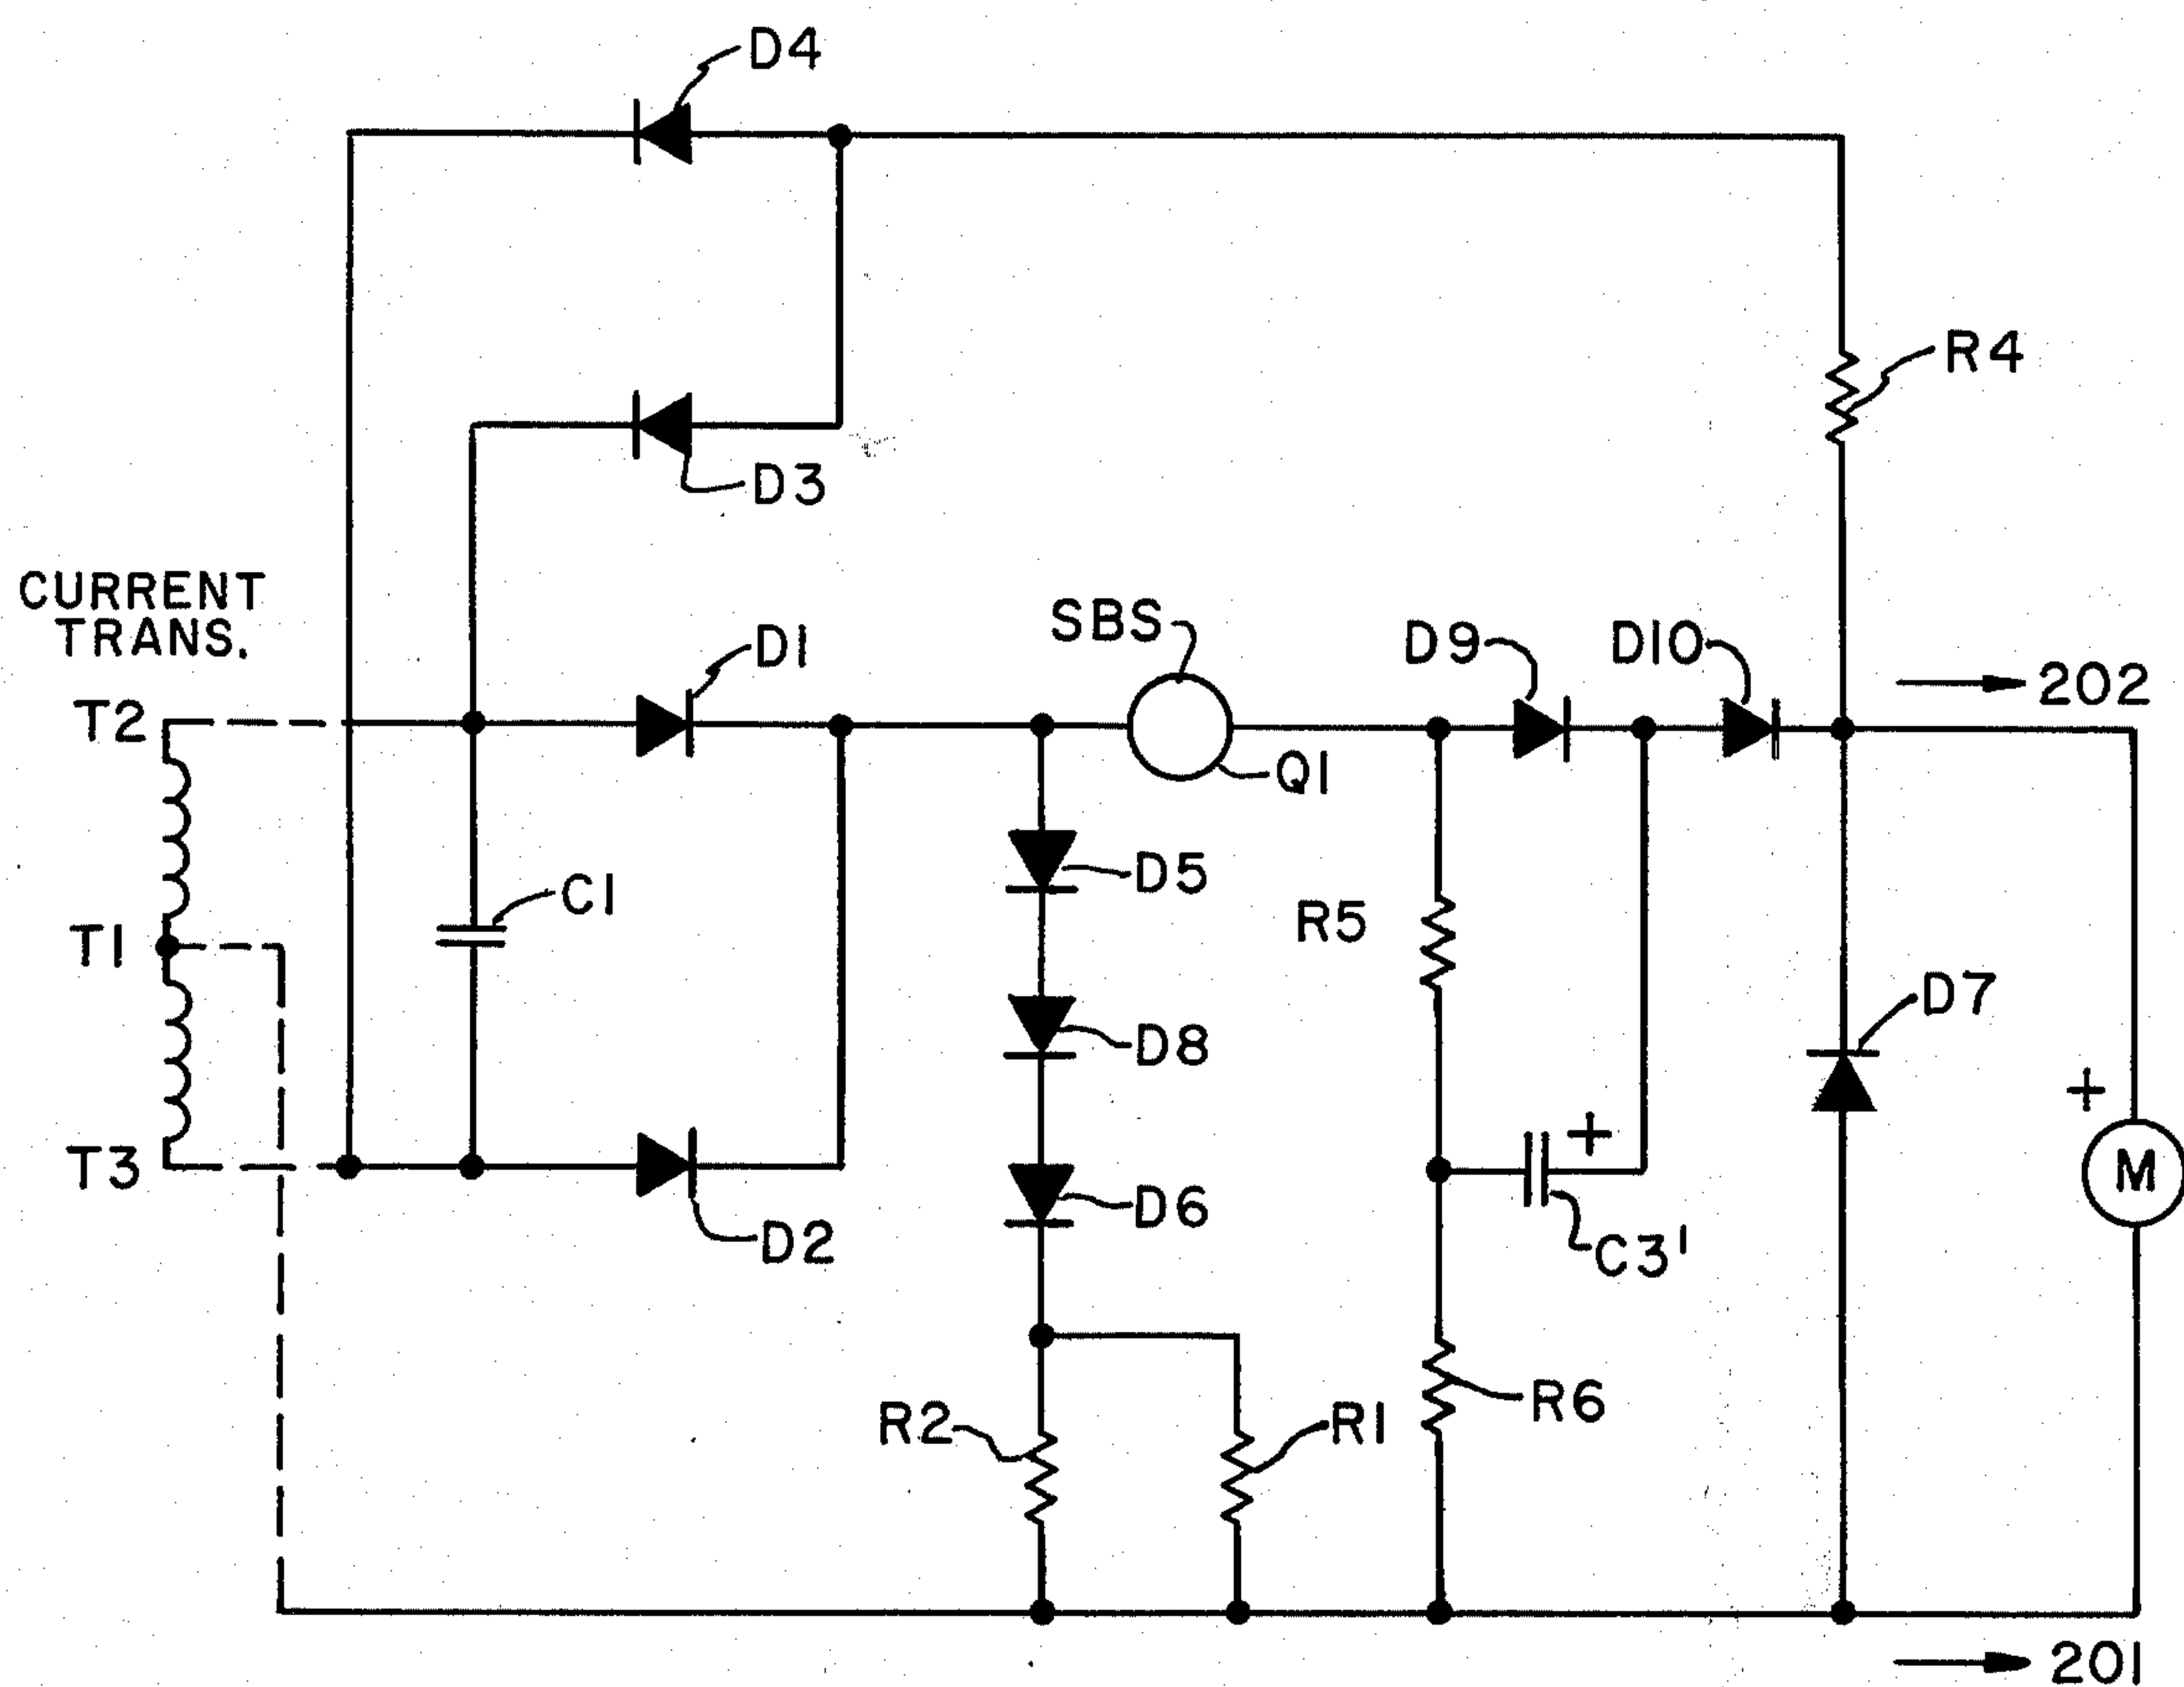 D4
R4
D3
CURRENT
TRANS.
SBS
D9
D10
D1
202
T2
Q1
D5
C1
R5
T1
D7
D8
+
+
T3
D6
M
D2
C3'
R6
R2
R1
201